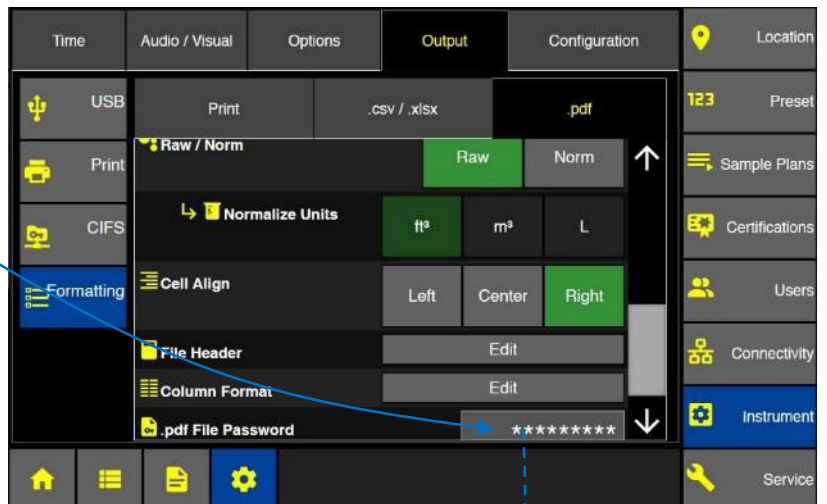 Time
Audio / Visual
Options
Output
Configuration
Location
USB
Print
.csv / .xlsx
.pdf
123
Preset
Print
Raw / Norm
Raw
Norm
Sample Plans
CIFS
Normalize Units
ft³
m³
L
Certifications
Formatting
Cell Align
Left
Center
Right
Users
File Header
Edit
Connectivity
Column Format
Edit
.pdf File Password
*********
Instrument
Service